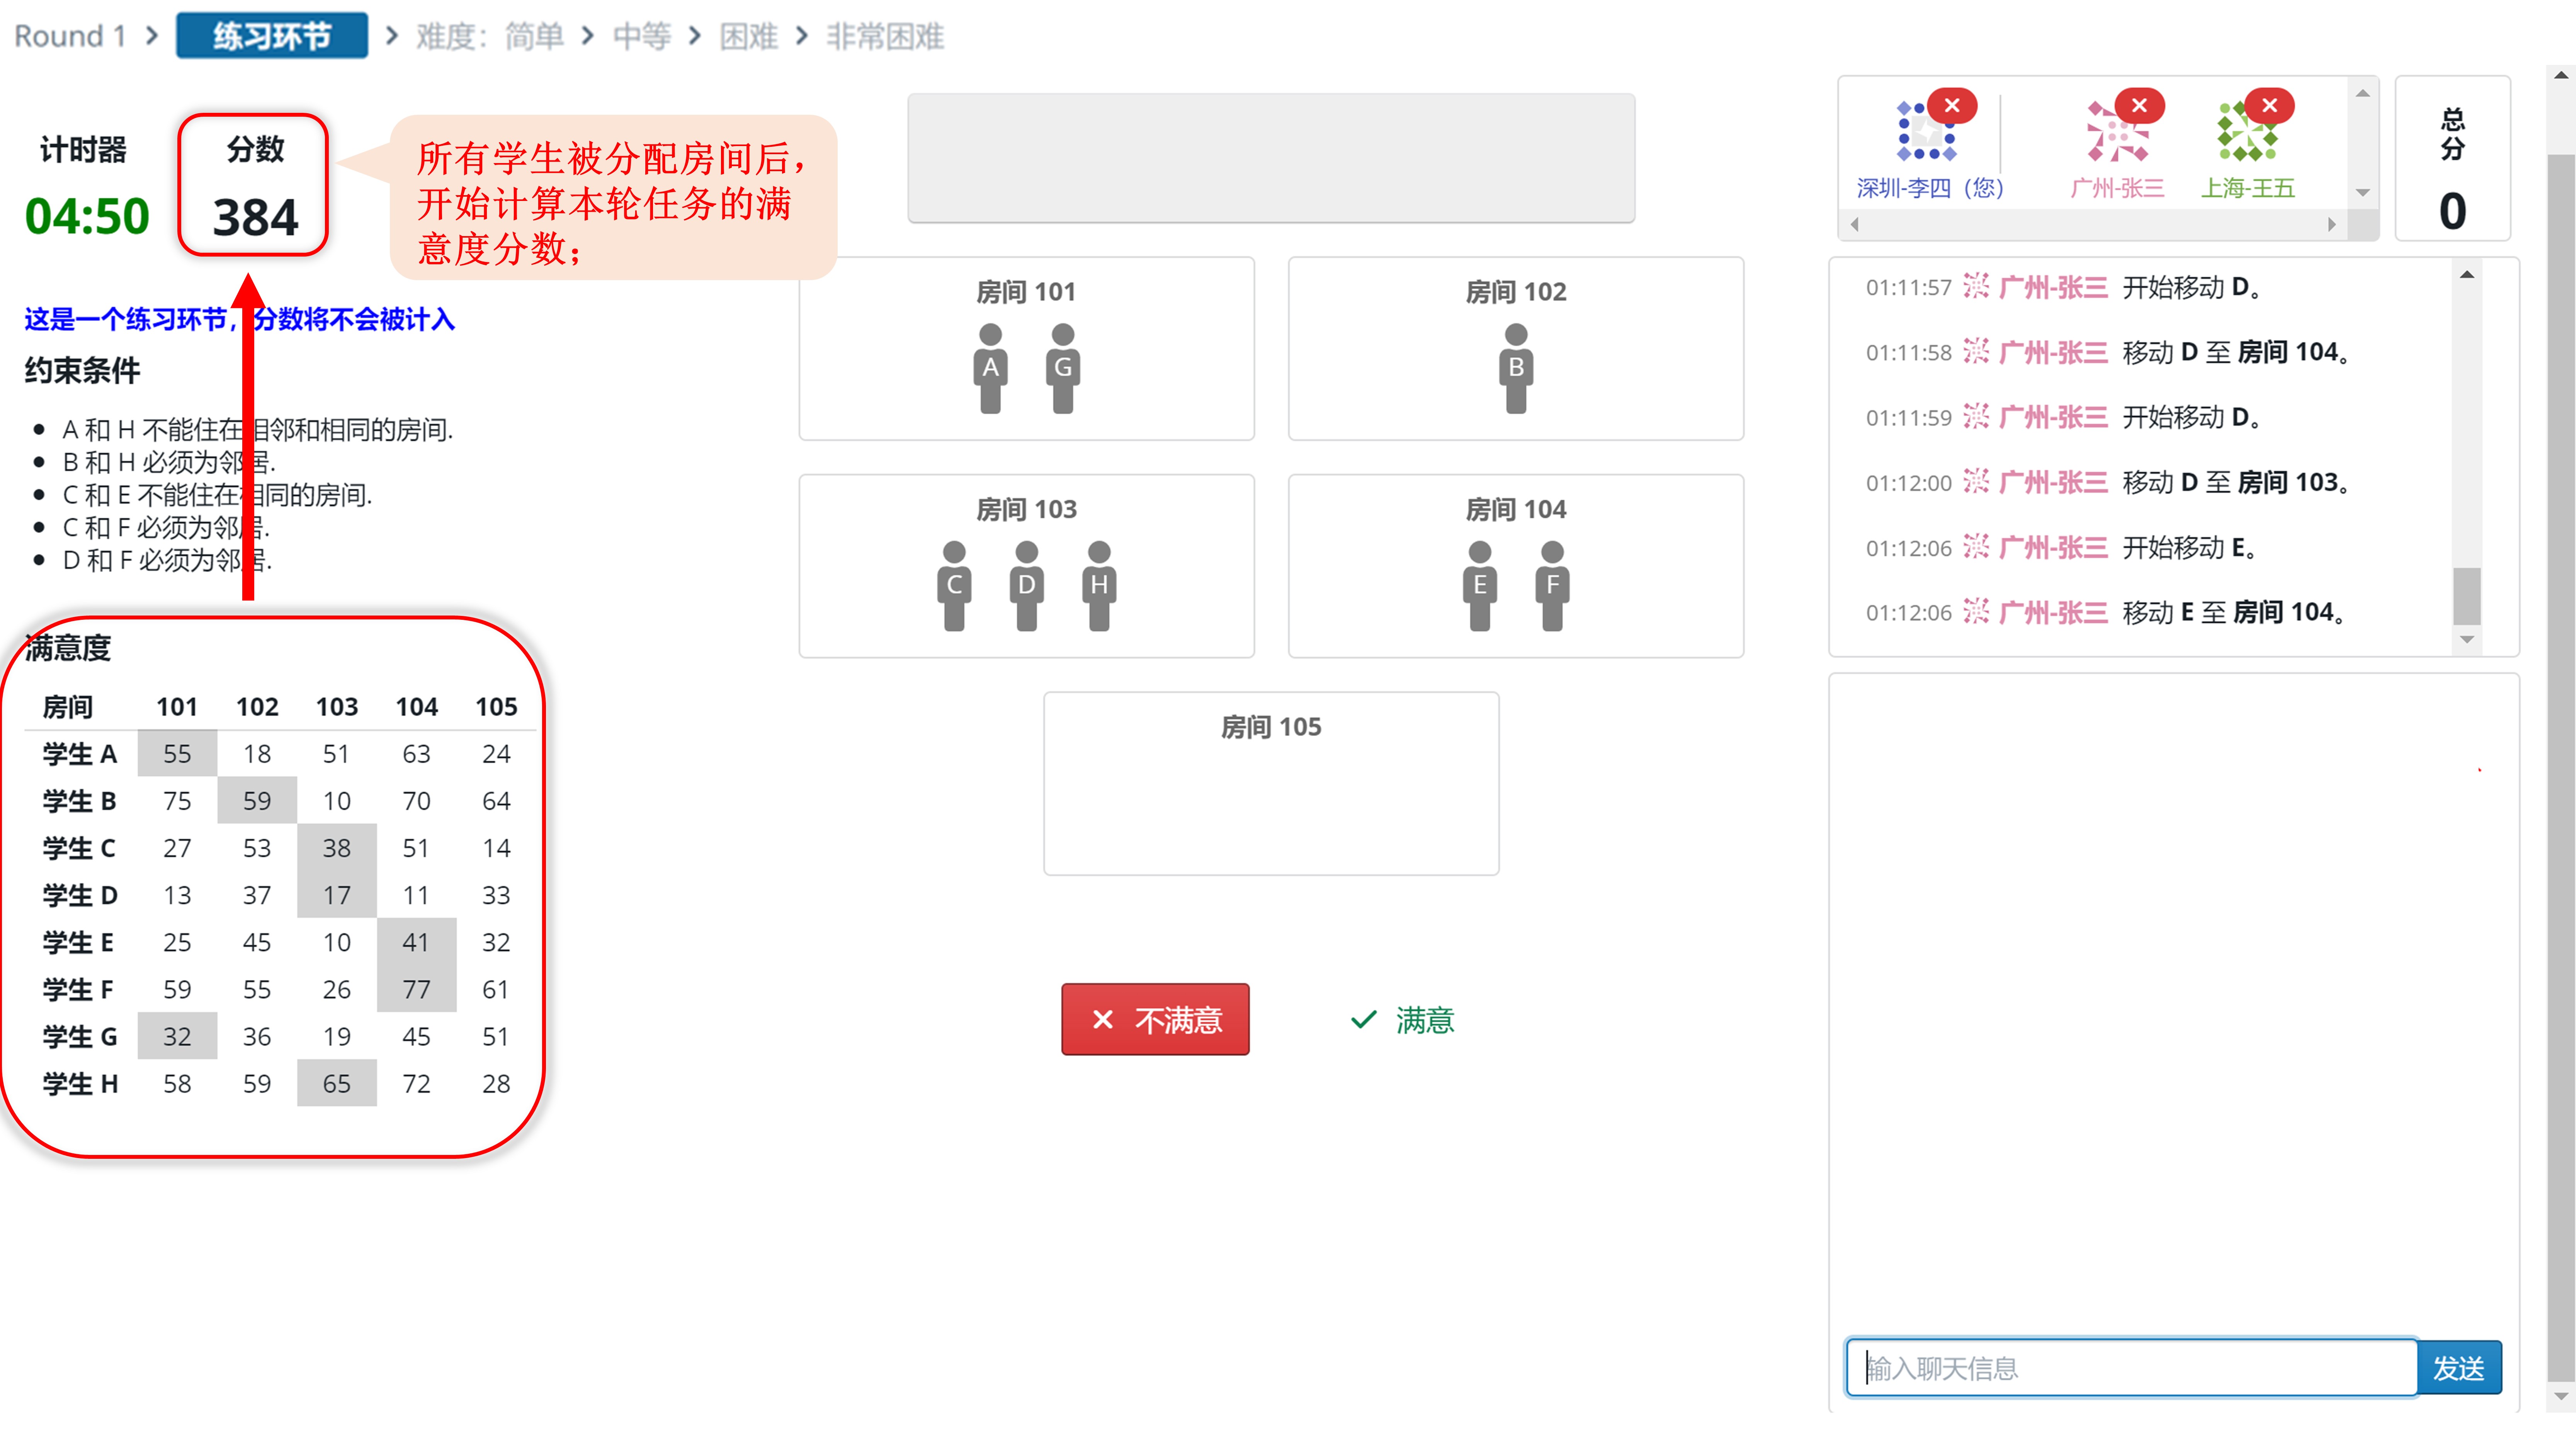 Round 1 > 练习环节 > 难度：简单 > 中等 > 困难 > 非常困难
计时器
04:50
分数
384
所有学生被分配房间后，
开始计算本轮任务的满
意度分数；
深圳-李四（您）
广州-张三
上海-王五
总
分
0
这是一个练习环节，分数将不会被计入
约束条件
A 和 H 不能住在相邻和相同的房间.
B 和 H 必须为邻居.
C 和 E 不能住在相同的房间.
C 和 F 必须为邻居.
D 和 F 必须为邻居.
满意度
房间 101 102 103 104 105
学生 A 55 18 51 63 24
学生 B 75 59 10 70 64
学生 C 27 53 38 51 14
学生 D 13 37 17 11 33
学生 E 25 45 10 41 32
学生 F 59 55 26 77 61
学生 G 32 36 19 45 51
学生 H 58 59 65 72 28
房间 101
A G
房间 102
B
房间 103
C D H
房间 104
E F
房间 105
不满意
满意
01:11:57 广州-张三 开始移动 D。
01:11:58 广州-张三 移动 D 至 房间 104。
01:11:59 广州-张三 开始移动 D。
01:12:00 广州-张三 移动 D 至 房间 103。
01:12:06 广州-张三 开始移动 E。
01:12:06 广州-张三 移动 E 至 房间 104。
输入聊天信息
发送